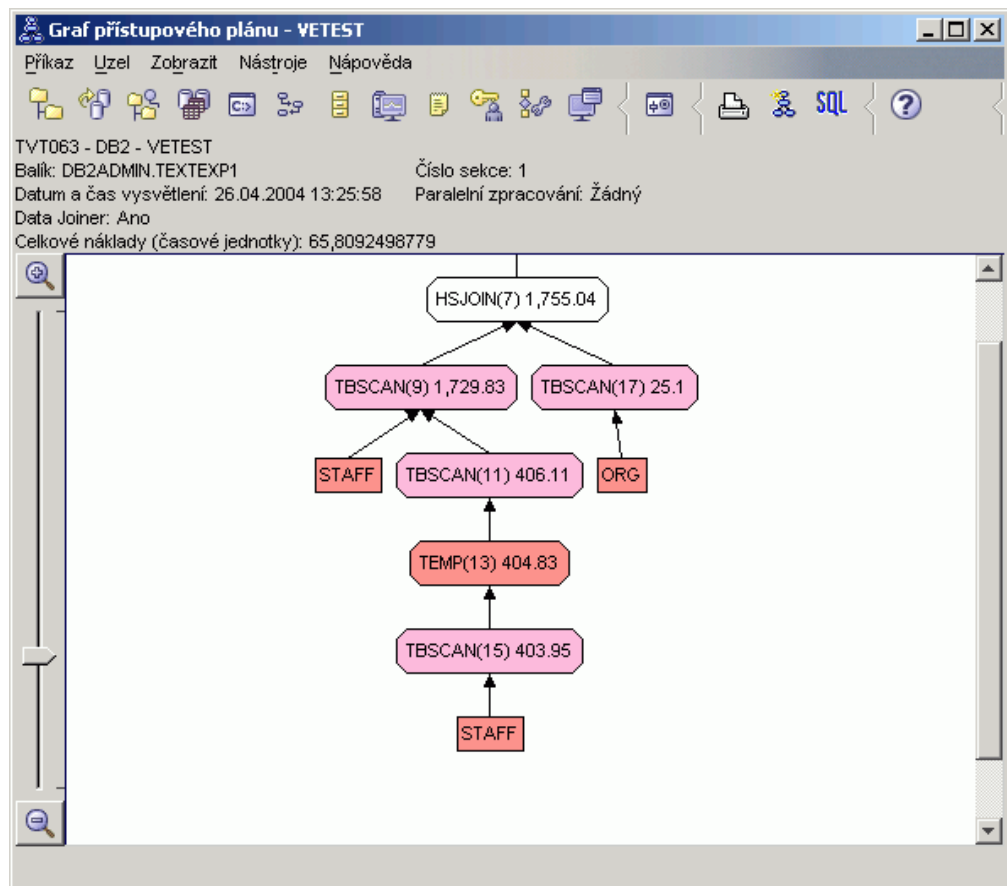 Graf přístupového plánu - VETEST
Příkaz Uzel Zobrazit Nástroje Nápověda
C:> SQL ?
TVT063 - DB2 - VETEST
Balík: DB2ADMIN.TEXTEXP1 Číslo sekce: 1
Datum a čas vysvětlení: 26.04.2004 13:25:58 Paralelní zpracování: Žádný
Data Joiner: Ano
Celkové náklady (časové jednotky): 65,8092498779
HSJOIN(7) 1,755.04
TBSCAN(9) 1,729.83 TBSCAN(17) 25.1
STAFF TBSCAN(11) 406.11 ORG
TEMP(13) 404.83
TBSCAN(15) 403.95
STAFF